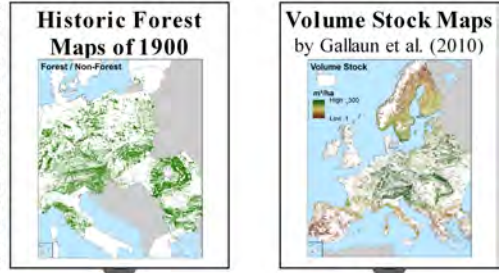 Historic Forest
Maps of 1900
Forest / Non-Forest
Volume Stock Maps
by Gallaun et al. (2010)
Volume Stock
m³/ha
High 300
Low 1